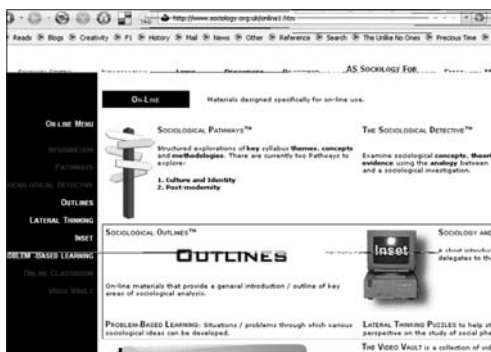 http://www.sociology.org.uk/online1.htm
Reads Blogs Creativity F1 History Mail News Other Reference Search The Unlike No Ones Precious Time
AS SOCIOLOGY FOR
ON-LINE
Materials designed specifically for on-line use.
ON LINE MENU
INFORMATION
PATHWAYS
SOCIOLOGICAL DETECTIVE
OUTLINES
LATERAL THINKING
INSET
PROBLEM-BASED LEARNING
ONLINE CLASSROOM
VIDEO VAULT
SOCIOLOGICAL PATHWAYS™
Structured explorations of key syllabus themes, concepts
and methodologies. There are currently two Pathways to
explore:
1. Culture and Identity
2. Post-modernity
THE SOCIOLOGICAL DETECTIVE
Examine sociological concepts, theori
evidence using the analogy between
and a sociological investigation.
SOCIOLOGICAL OUTLINES™
OUTLINES
On-line materials that provide a general introduction / outline of key
areas of sociological analysis.
Inset
SOCIOLOGY AND
A short introduc
delegates to th
PROBLEM-BASED LEARNING: Situations / problems through which various
sociological ideas can be developed.
LATERAL THINKING PUZZLES to help st
perspective on the study of social phe
THE VIDEO VAULT is a collection of vid